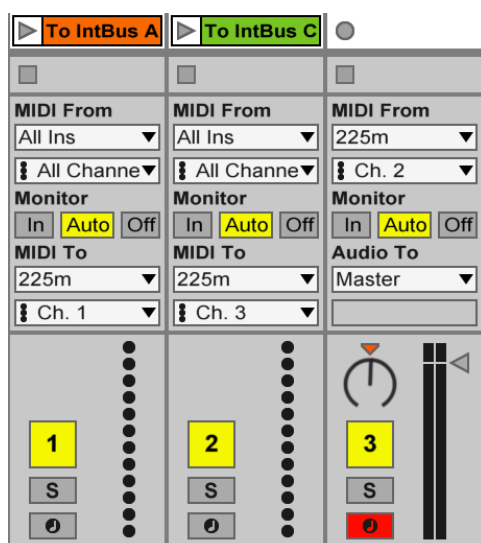 To IntBus A To IntBus C
MIDI From MIDI From MIDI From
All Ins All Ins 225m
All Channe All Channe Ch. 2
Monitor Monitor Monitor
In Auto Off In Auto Off In Auto Off
MIDI To MIDI To Audio To
225m 225m Master
Ch. 1 Ch. 3
1 2 3
S S S